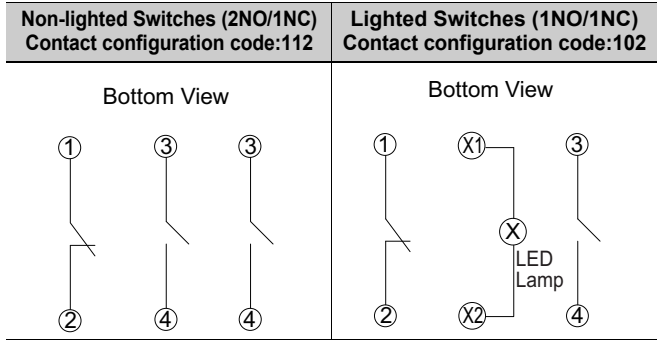 Non-lighted Switches (2NO/1NC)
Contact configuration code:112
Lighted Switches (1NO/1NC)
Contact configuration code:102
Bottom View
1 3 3
2 4 4
Bottom View
1 X1 3
X
LED
Lamp
2 X2 4